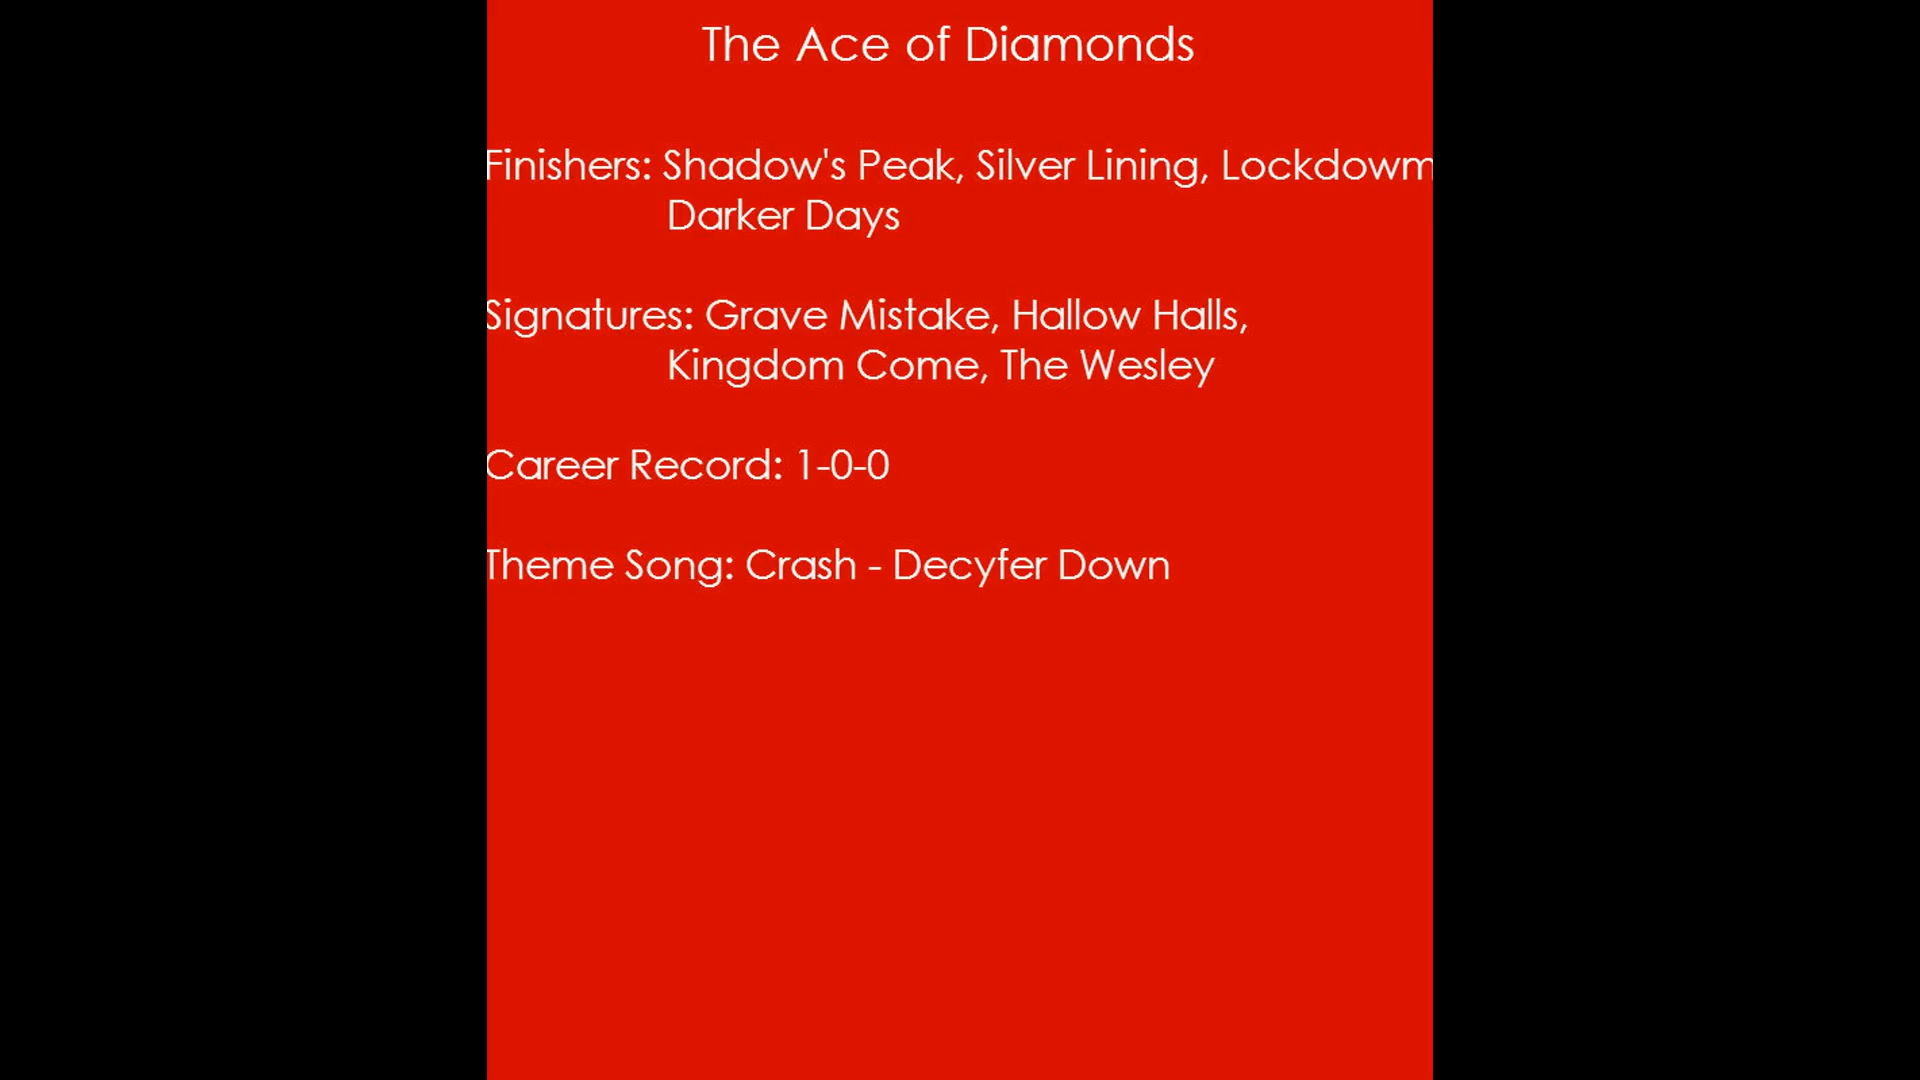 The Ace of Diamonds
Finishers: Shadow's Peak, Silver Lining, Lockdowm
Darker Days
Signatures: Grave Mistake, Hallow Halls,
Kingdom Come, The Wesley
Career Record: 1-0-0
Theme Song: Crash - Decyfer Down